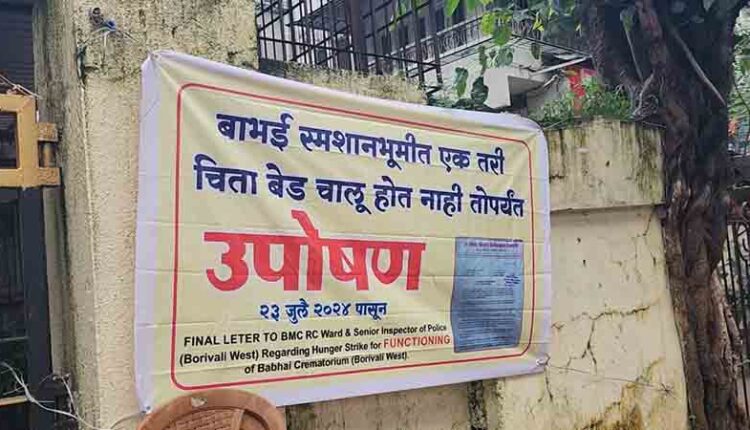 बाभई स्मशानभूमीत एक तरी
चिता बेड चालू होत नाही तोपर्यंत
उपोषण
२३ जुलै २०२४ पासून
FINAL LETER TO BMC RC Ward & Senior Inspector of Police
(Borivali West) Regarding Hunger Strike for FUNCTIONING
of Babhai Crematorium (Borivali West).